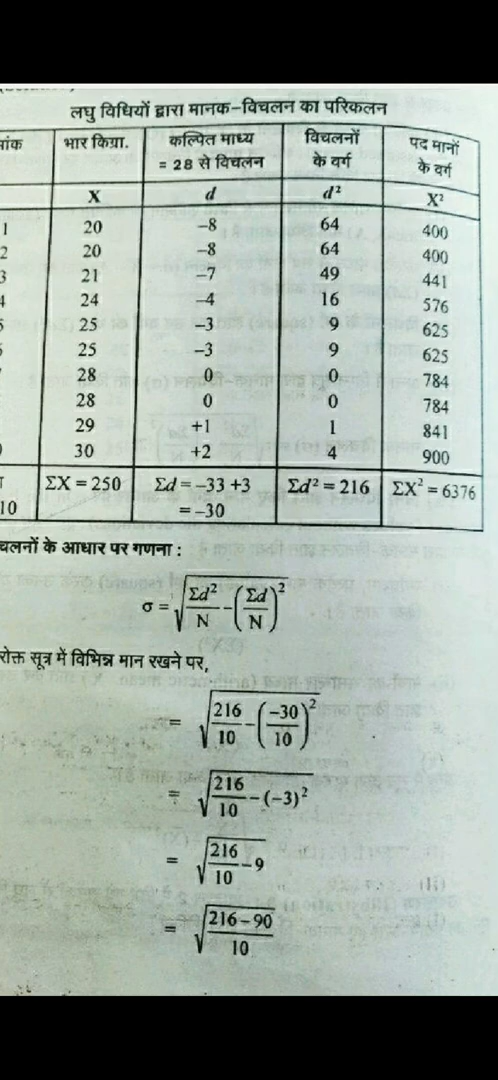 लघु विधियों द्वारा मानक-विचलन का परिकलन
भार किग्रा. कल्पित माध्य = 28 से विचलन विचलनों के वर्ग पद मानों के वर्ग
X d d² X²
1 20 –8 64 400
2 20 –8 64 400
3 21 –7 49 441
4 24 –4 16 576
5 25 –3 9 625
25 –3 9 625
28 0 0 784
28 0 0 784
29 +1 1 841
30 +2 4 900
10 ΣX = 250 Σd = –33 +3 Σd² = 216 ΣX² = 6376
= –30
चलनों के आधार पर गणना :
σ = √(Σd²/N – (Σd/N)²)
रोक्त सूत्र में विभिन्न मान रखने पर,
= √(216/10 – (–30/10)²)
= √(216/10 – (–3)²)
= √(216/10 – 9)
= √((216 – 90)/10)